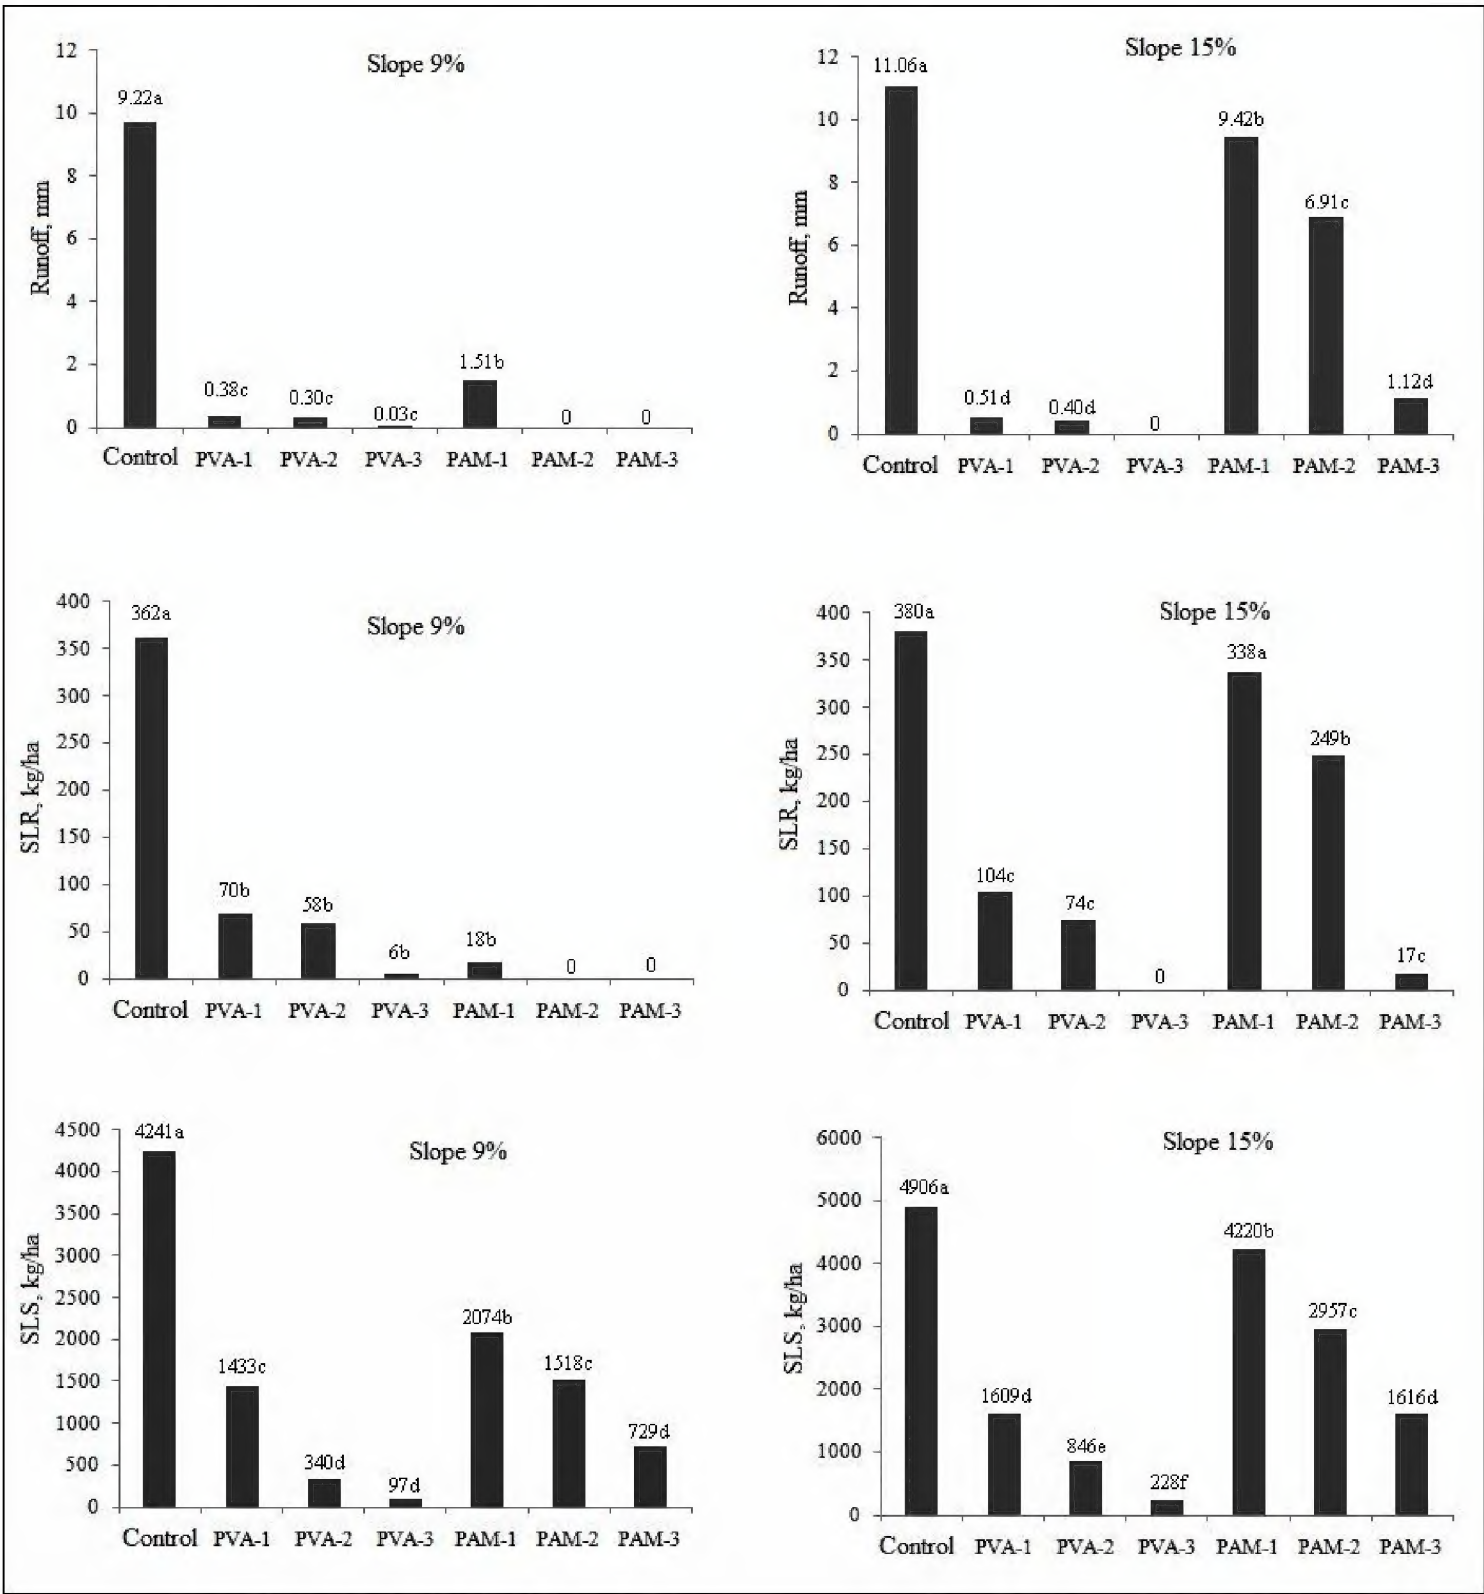 Slope 9%
Runoff, mm
12
10
8
6
4
2
0
9.22a
0.38c
0.30c
0.03c
1.51b
0
0
Control PVA-1 PVA-2 PVA-3 PAM-1 PAM-2 PAM-3
Slope 15%
Runoff, mm
12
10
8
6
4
2
0
11.06a
0.51d
0.40d
0
9.42b
6.91c
1.12d
Control PVA-1 PVA-2 PVA-3 PAM-1 PAM-2 PAM-3
Slope 9%
SLR, kg/ha
400
350
300
250
200
150
100
50
0
362a
70b
58b
6b
18b
0
0
Control PVA-1 PVA-2 PVA-3 PAM-1 PAM-2 PAM-3
Slope 15%
SLR, kg/ha
400
350
300
250
200
150
100
50
0
380a
104c
74c
0
338a
249b
17c
Control PVA-1 PVA-2 PVA-3 PAM-1 PAM-2 PAM-3
Slope 9%
SLS, kg/ha
4500
4000
3500
3000
2500
2000
1500
1000
500
0
4241a
1433c
340d
97d
2074b
1518c
729d
Control PVA-1 PVA-2 PVA-3 PAM-1 PAM-2 PAM-3
Slope 15%
SLS, kg/ha
6000
5000
4000
3000
2000
1000
0
4906a
1609d
846e
228f
4220b
2957c
1616d
Control PVA-1 PVA-2 PVA-3 PAM-1 PAM-2 PAM-3